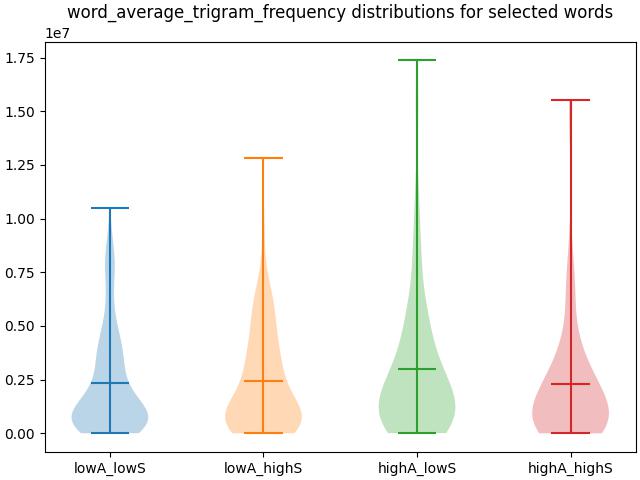 word_average_trigram_frequency distributions for selected words
1e7
1.75
1.50
1.25
1.00
0.75
0.50
0.25
0.00
lowA_lowS lowA_highS highA_lowS highA_highS